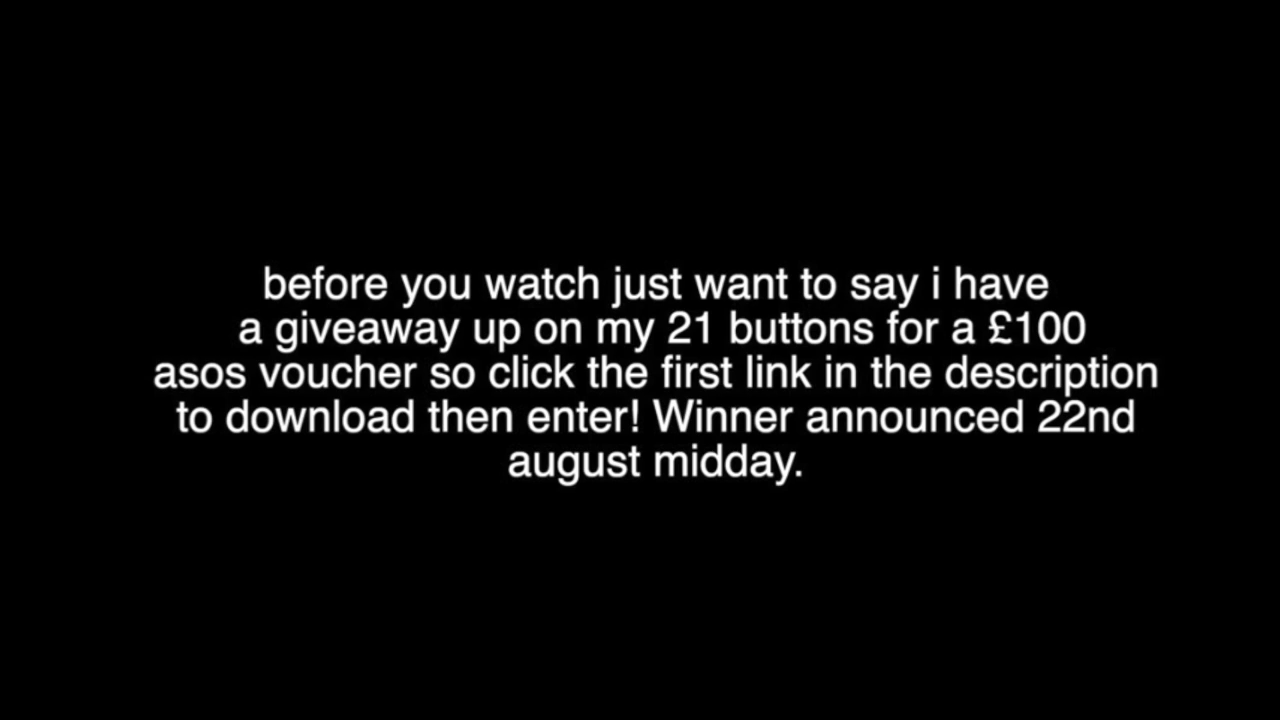 before you watch just want to say i have
a giveaway up on my 21 buttons for a £100
asos voucher so click the first link in the description
to download then enter! Winner announced 22nd
august midday.